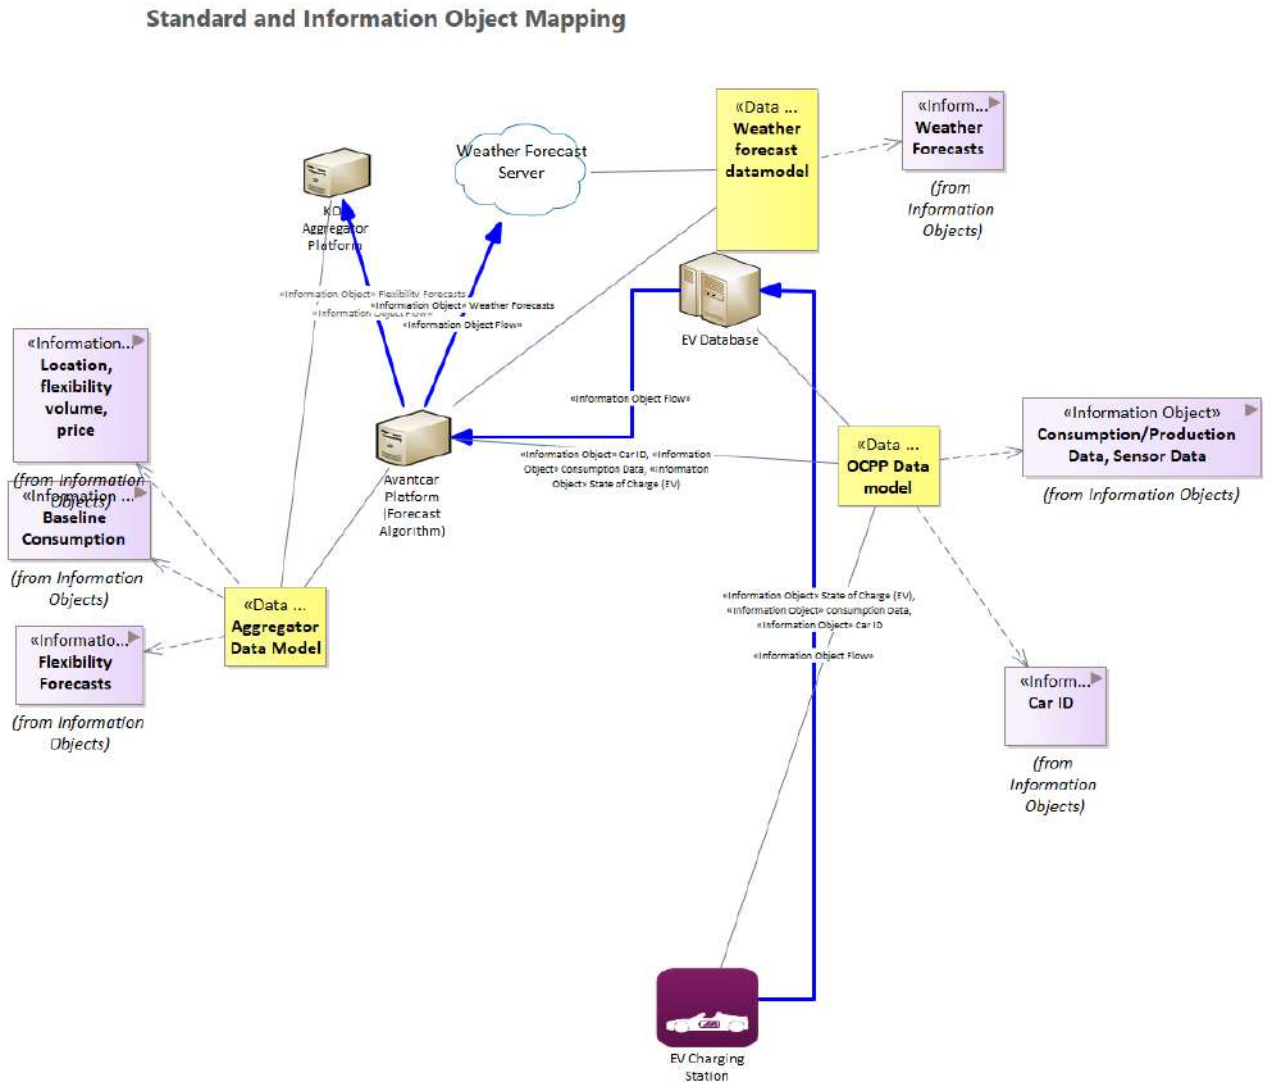 Standard and Information Object Mapping
«Data ...
Weather
forecast
datamodel
«Inform...
Weather
Forecasts
(from
Information
Objects)
Weather Forecast
Server
KD
Aggregator
Platform
EV Database
«Information Object» Flexibility Forecasts
«Information Object Flow»
«Information Object» Weather Forecasts
«Information Object Flow»
«Information...
Location,
flexibility
volume,
price
(from Information
Objects)
«Information ...
Baseline
Consumption
(from Information
Objects)
«Informatio...
Flexibility
Forecasts
(from Information
Objects)
«Data ...
Aggregator
Data Model
Avantcar
Platform
(Forecast
Algorithm)
«Information Object Flow»
«Information Object» Car ID, «Information
Object» Consumption Data, «Information
Object» State of Charge (EV)
«Data ...
OCPP Data
model
«Information Object»
Consumption/Production
Data, Sensor Data
(from Information Objects)
«Information Object» State of Charge (EV),
«Information Object» Consumption Data,
«Information Object» Car ID
«Information Object Flow»
«Inform...
Car ID
(from
Information
Objects)
EV Charging
Station